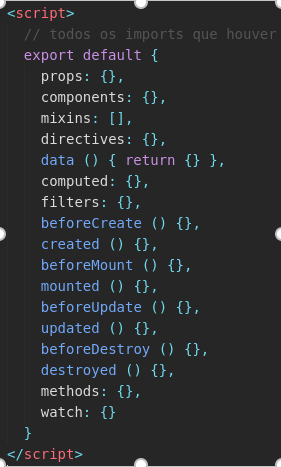 <script>
// todos os imports que houver
export default {
props: {},
components: {},
mixins: [],
directives: {},
data () { return {} },
computed: {},
filters: {},
beforeCreate () {},
created () {},
beforeMount () {},
mounted () {},
beforeUpdate () {},
updated () {},
beforeDestroy () {},
destroyed () {},
methods: {},
watch: {}
}
</script>